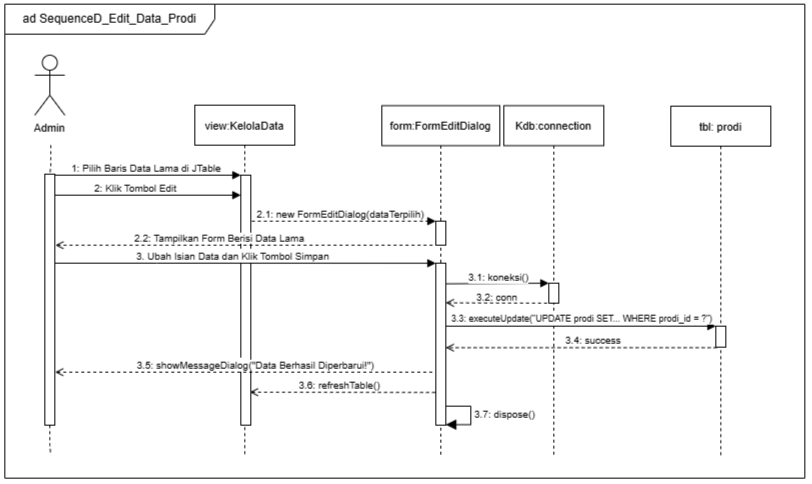 ad SequenceD_Edit_Data_Prodi
Admin
view:KelolaData
form:FormEditDialog
Kdb:connection
tbl: prodi
1: Pilih Baris Data Lama di JTable
2: Klik Tombol Edit
2.1: new FormEditDialog(dataTerpilih)
2.2: Tampilkan Form Berisi Data Lama
3. Ubah Isian Data dan Klik Tombol Simpan
3.1: koneksi()
3.2: conn
3.3: executeUpdate("UPDATE prodi SET... WHERE prodi_id = ?")
3.4: success
3.5: showMessageDialog("Data Berhasil Diperbarui!")
3.6: refreshTable()
3.7: dispose()